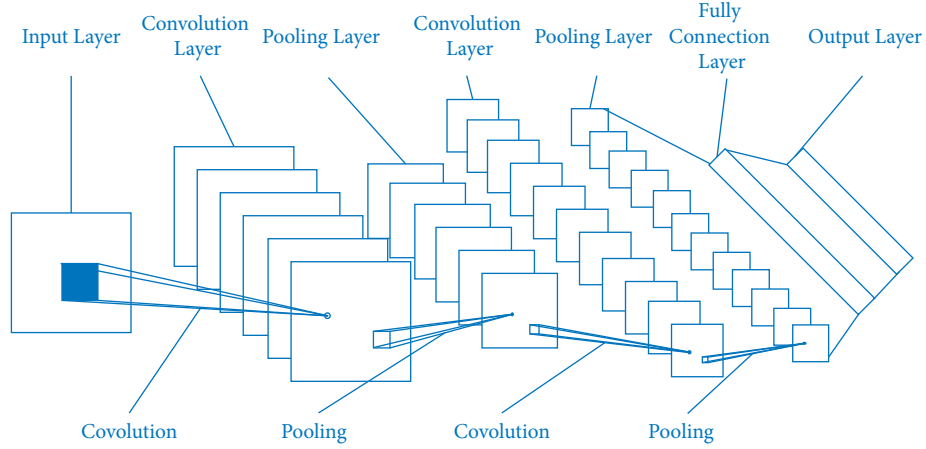 Input Layer
Convolution
Layer
Pooling Layer
Convolution
Layer
Pooling Layer
Fully
Connection
Layer
Output Layer
Covolution
Pooling
Covolution
Pooling